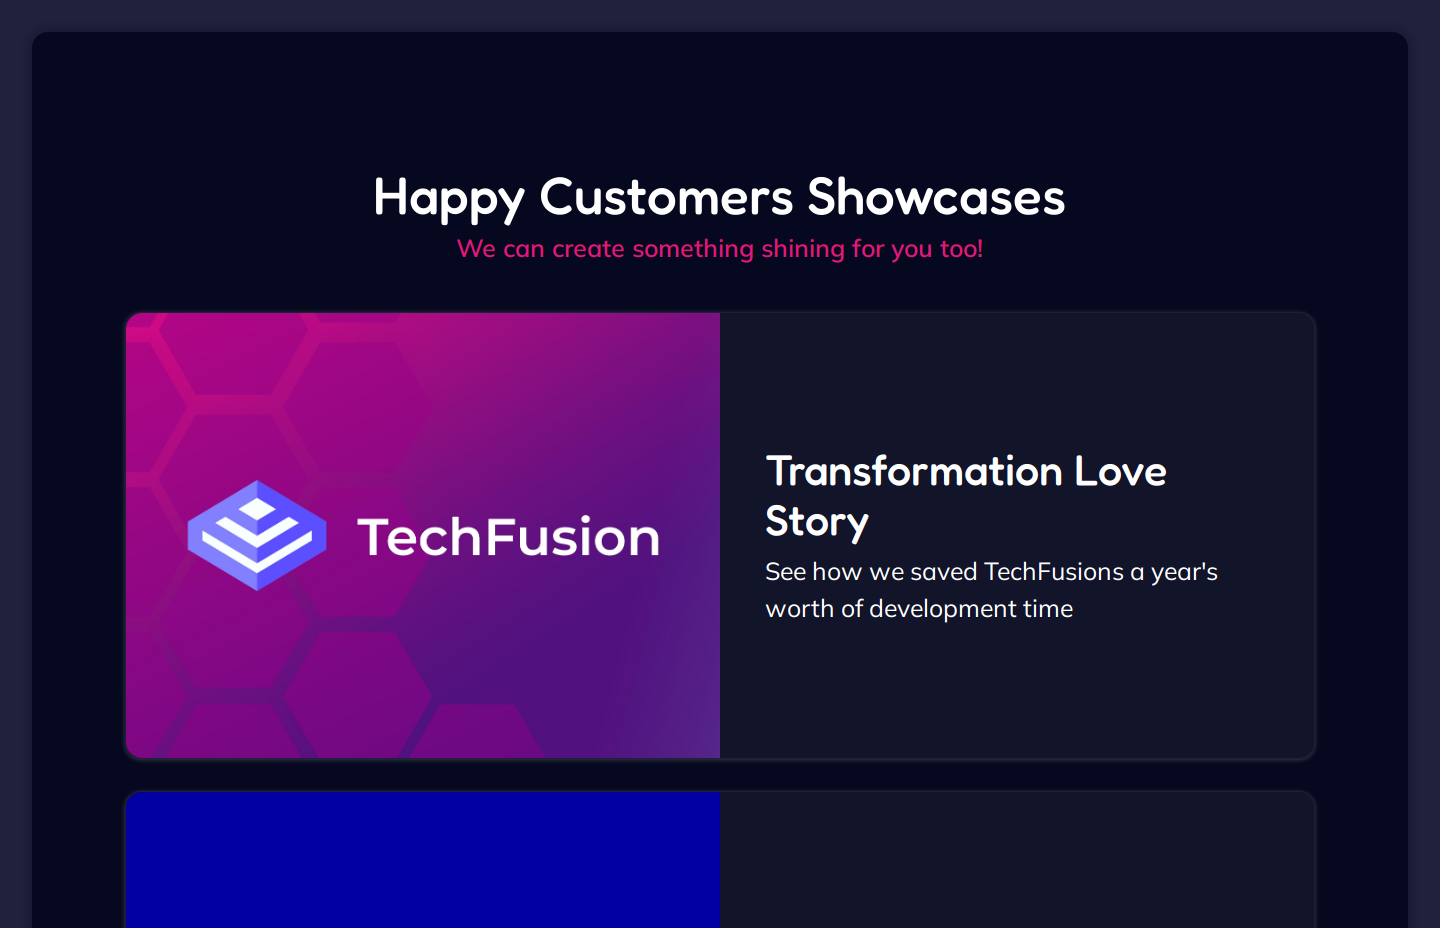 Happy Customers Showcases
We can create something shining for you too!
TechFusion
Transformation Love
Story
See how we saved TechFusions a year's
worth of development time